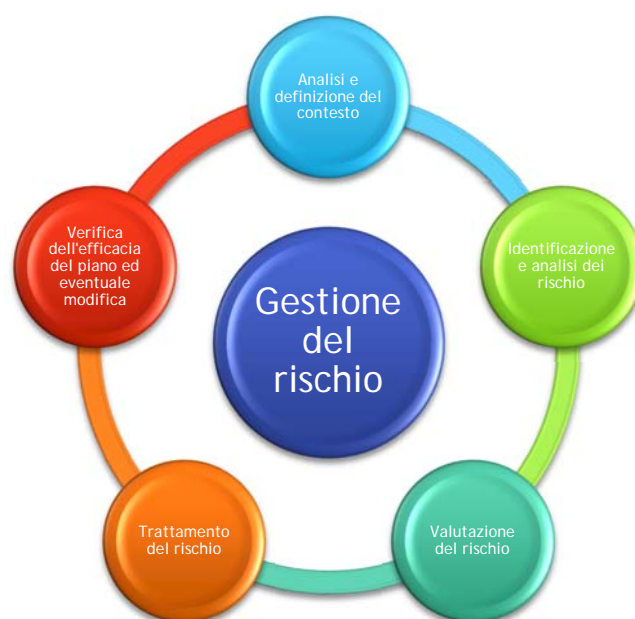 Analisi e
definizione del
contesto
Identificazione
e analisi del
rischio
Valutazione
del rischio
Trattamento
del rischio
Verifica
dell'efficacia
del piano ed
eventuale
modifica
Gestione
del
rischio